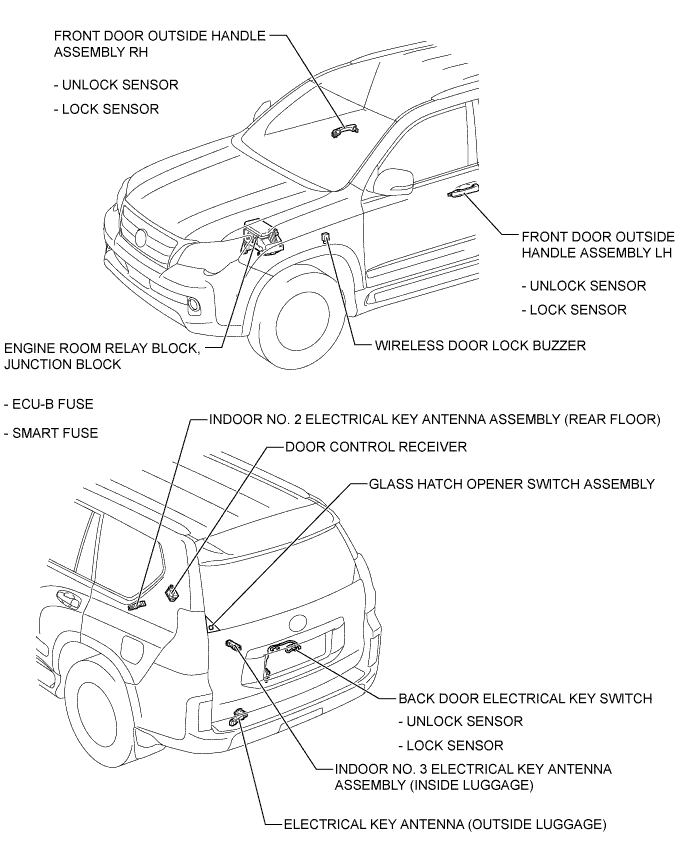 FRONT DOOR OUTSIDE HANDLE
ASSEMBLY RH
- UNLOCK SENSOR
- LOCK SENSOR
FRONT DOOR OUTSIDE
HANDLE ASSEMBLY LH
- UNLOCK SENSOR
- LOCK SENSOR
WIRELESS DOOR LOCK BUZZER
ENGINE ROOM RELAY BLOCK,
JUNCTION BLOCK
- ECU-B FUSE
- SMART FUSE
INDOOR NO. 2 ELECTRICAL KEY ANTENNA ASSEMBLY (REAR FLOOR)
DOOR CONTROL RECEIVER
GLASS HATCH OPENER SWITCH ASSEMBLY
BACK DOOR ELECTRICAL KEY SWITCH
- UNLOCK SENSOR
- LOCK SENSOR
INDOOR NO. 3 ELECTRICAL KEY ANTENNA
ASSEMBLY (INSIDE LUGGAGE)
ELECTRICAL KEY ANTENNA (OUTSIDE LUGGAGE)